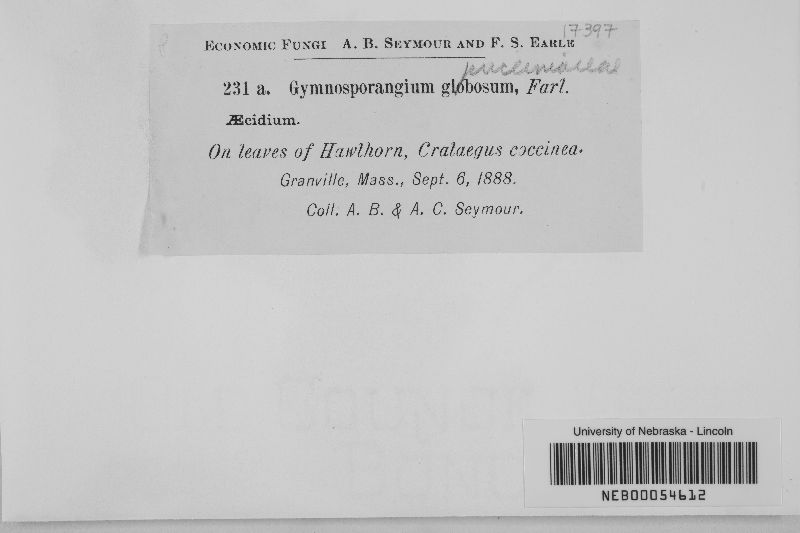 17397
Economic Fungi A. B. Seymour and F. S. Earle
pucciniaceae
231 a. Gymnosporangium globosum, Farl.
Æcidium.
On leaves of Hawthorn, Crataegus coccinea.
Granville, Mass., Sept. 6, 1888.
Coll. A. B. & A. C. Seymour.
University of Nebraska - Lincoln
NEB00054612